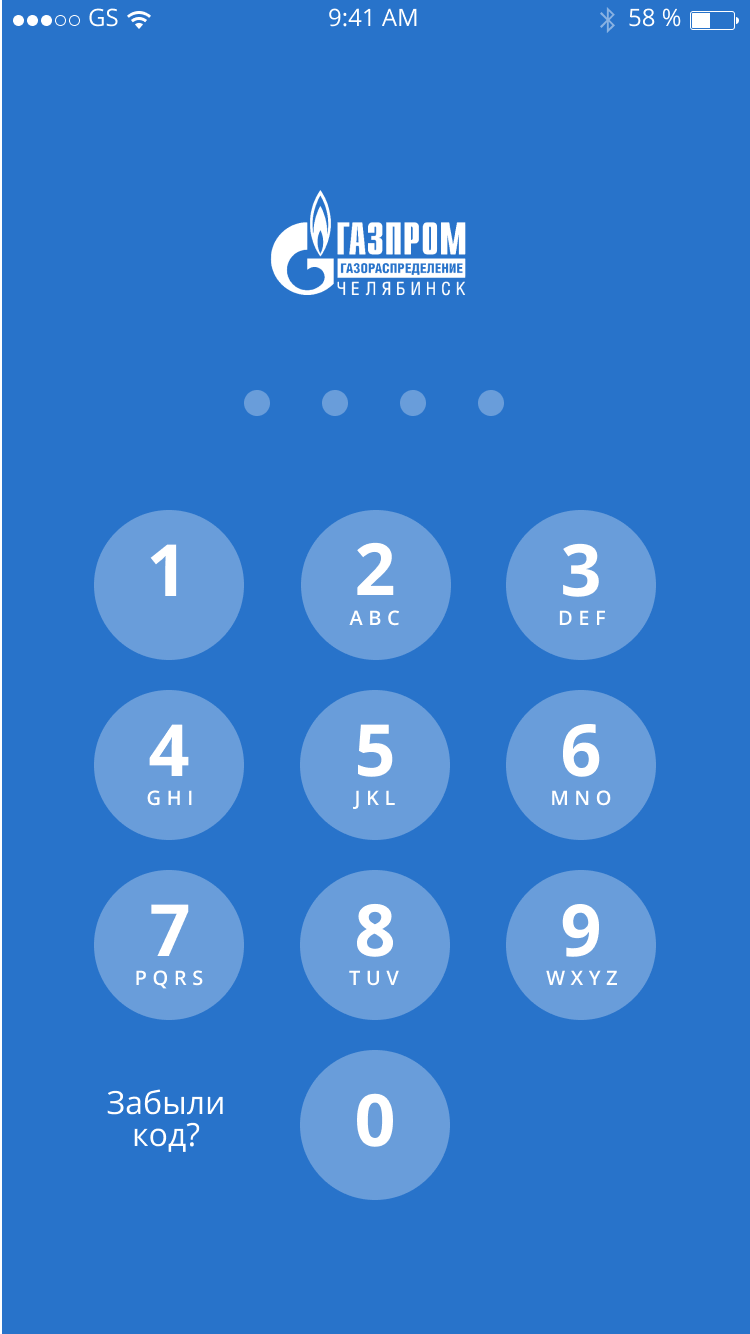 GS 9:41 AM 58 %
ГАЗПРОМ
ГАЗОРАСПРЕДЕЛЕНИЕ
ЧЕЛЯБИНСК
1 2 3
ABC DEF
4 5 6
GHI JKL MNO
7 8 9
PQRS TUV WXYZ
Забыли
код?
0